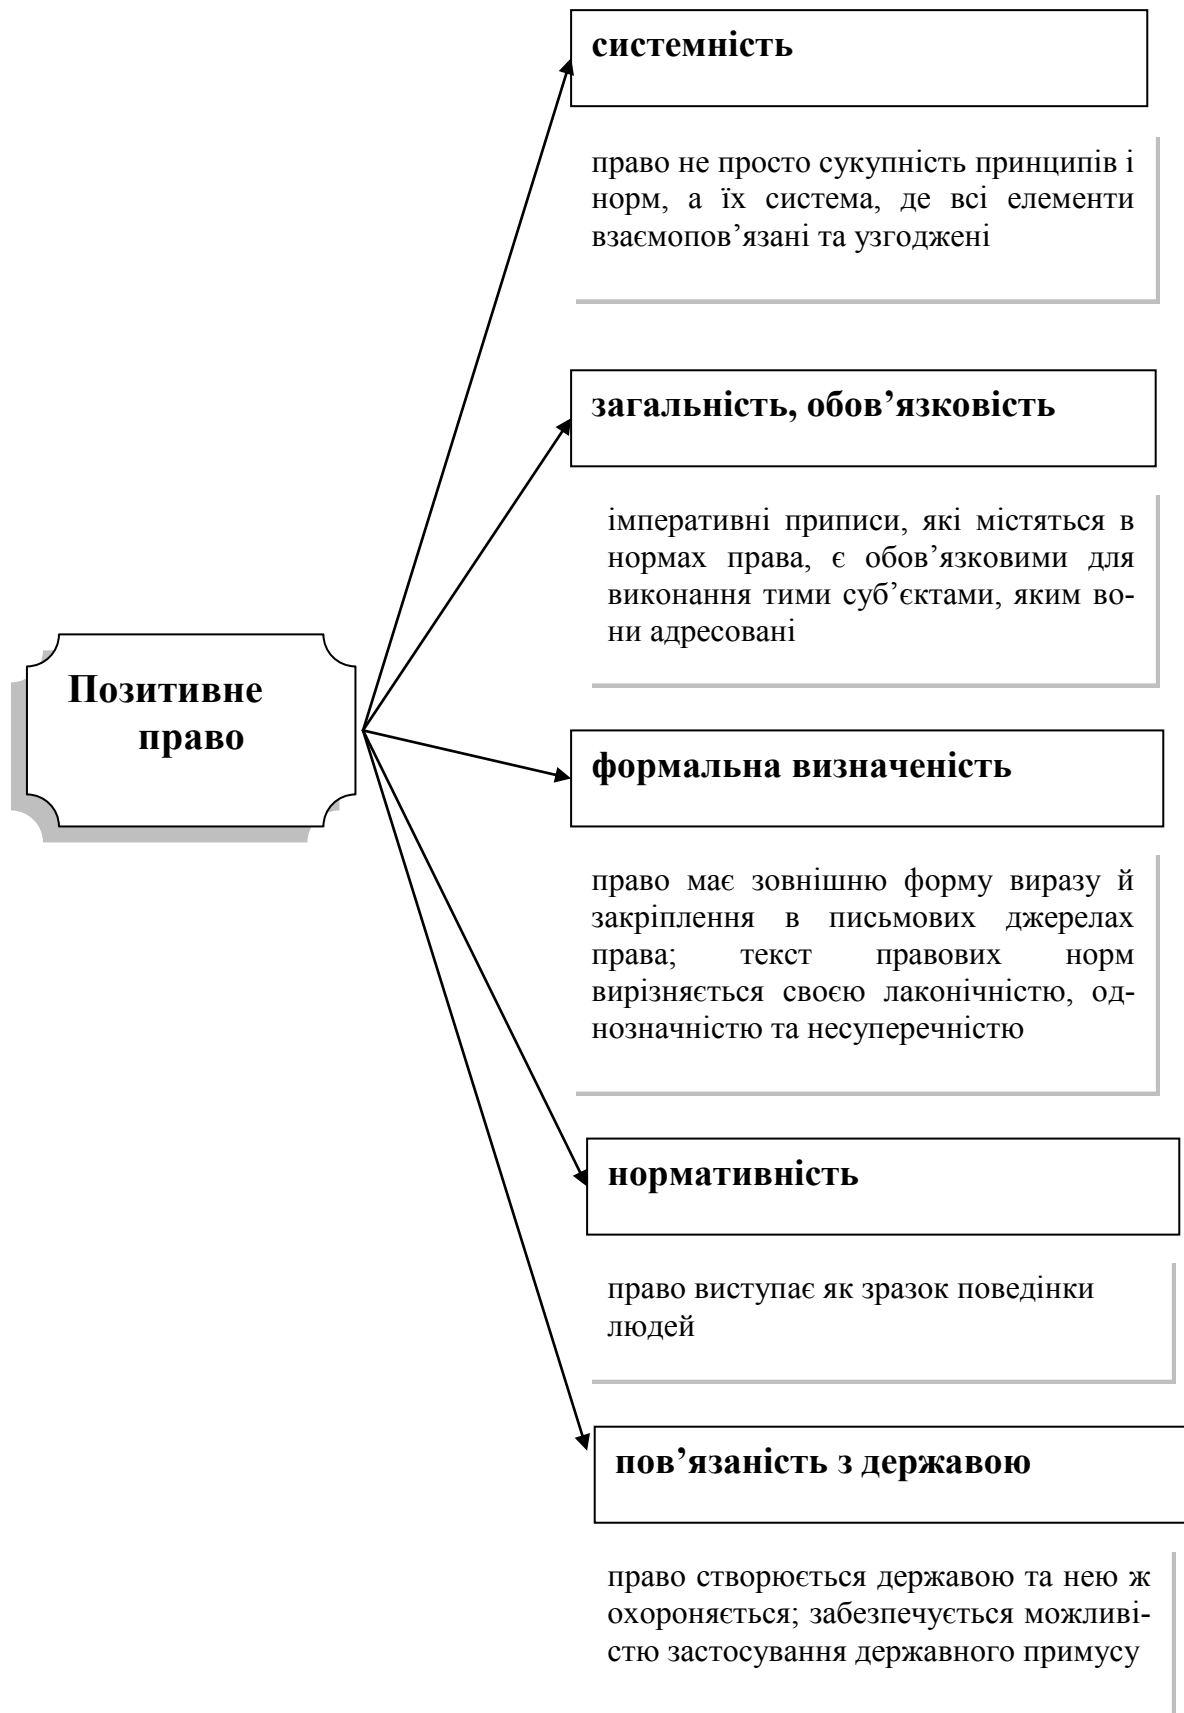 системність
право не просто сукупність принципів і
норм, а їх система, де всі елементи
взаємопов’язані та узгоджені
загальність, обов’язковість
імперативні приписи, які містяться в
нормах права, є обов’язковими для
виконання тими суб’єктами, яким во-
ни адресовані
Позитивне
право
формальна визначеність
право має зовнішню форму виразу й
закріплення в письмових джерелах
права; текст правових норм
вирізняється своєю лаконічністю, од-
нозначністю та несуперечністю
нормативність
право виступає як зразок поведінки
людей
пов’язаність з державою
право створюється державою та нею ж
охороняється; забезпечується можливі-
стю застосування державного примусу